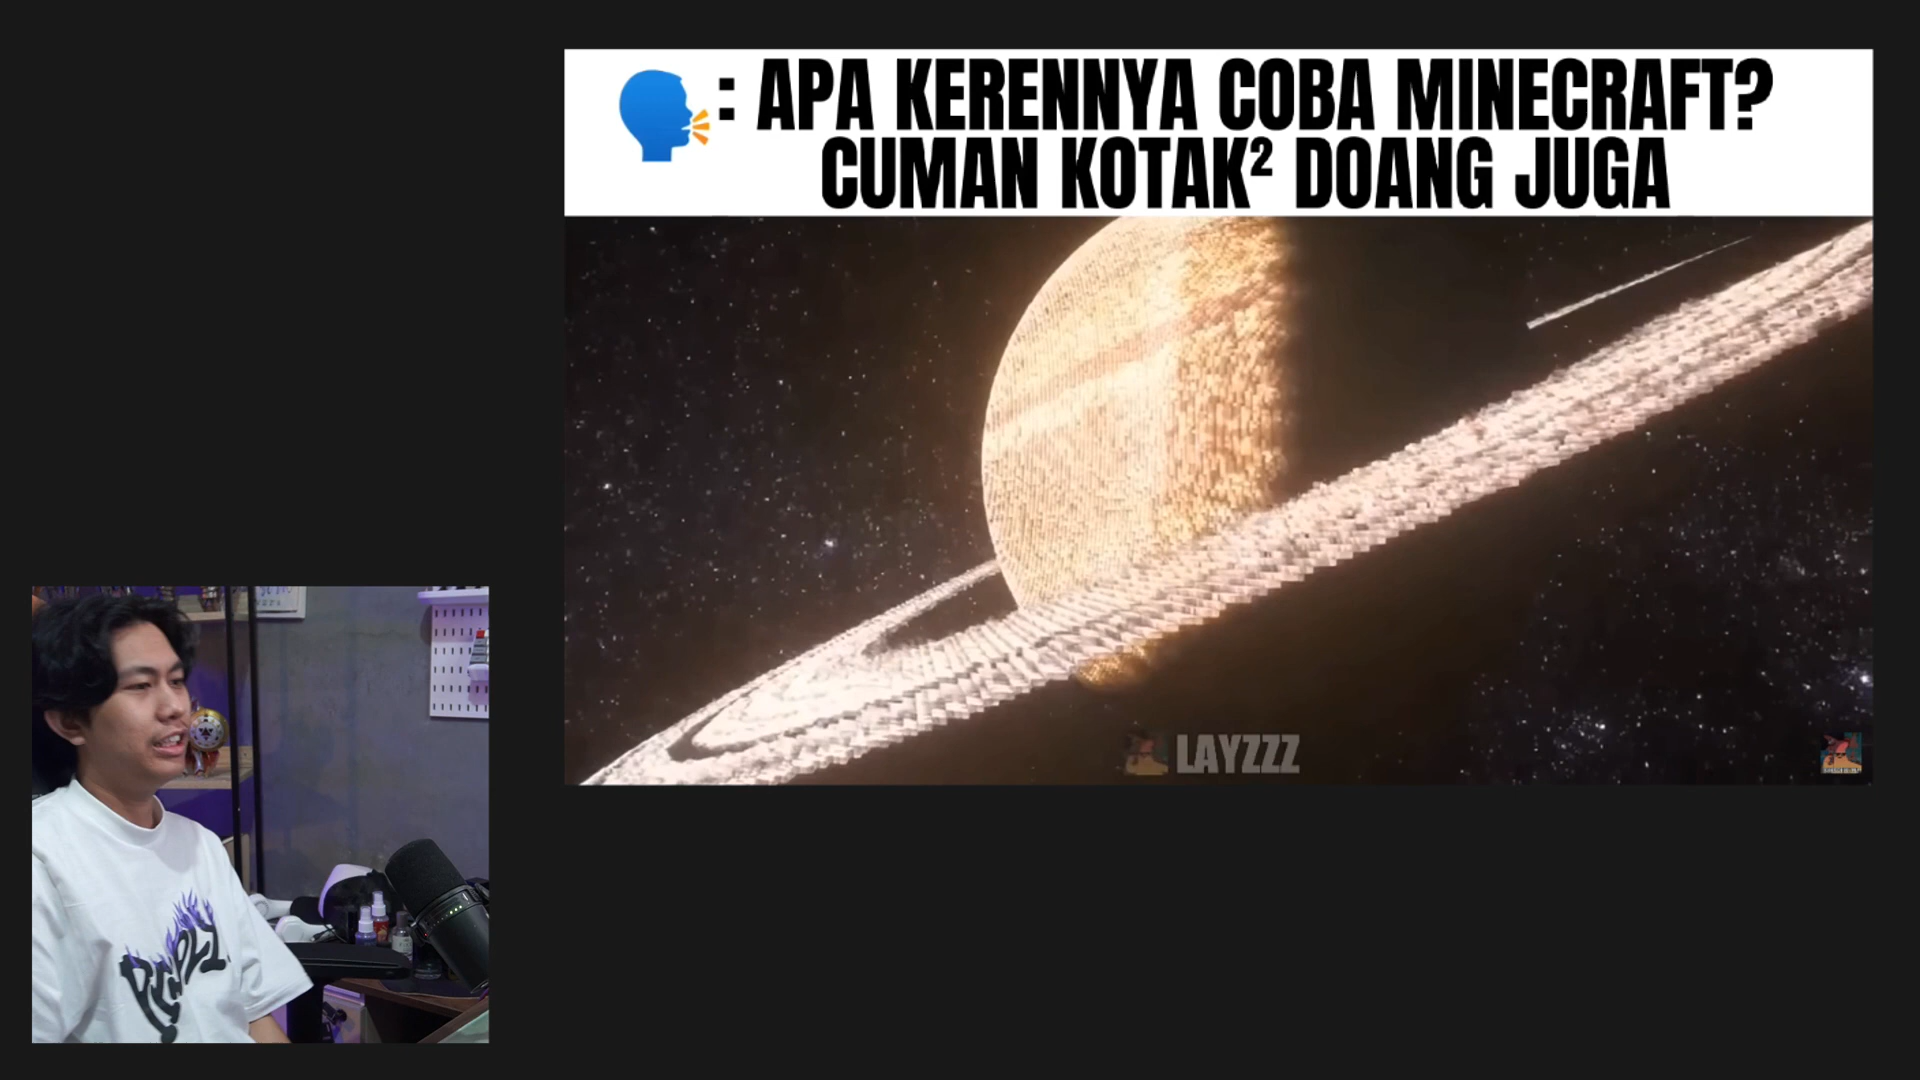 : APA KERENNYA COBA MINECRAFT?
CUMAN KOTAK² DOANG JUGA
LAYZZZ